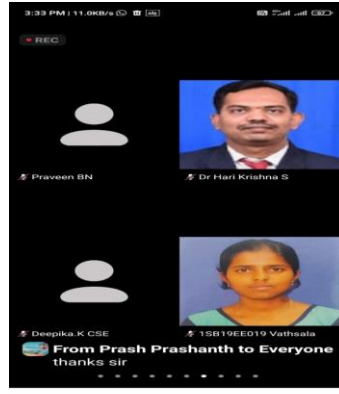 3:33 PM | 11.0KB/s
REC
Praveen BN
Dr Hari Krishna S
Deepika.K CSE
1SB19EE019 Vathsala
From Prash Prashanth to Everyone
thanks sir